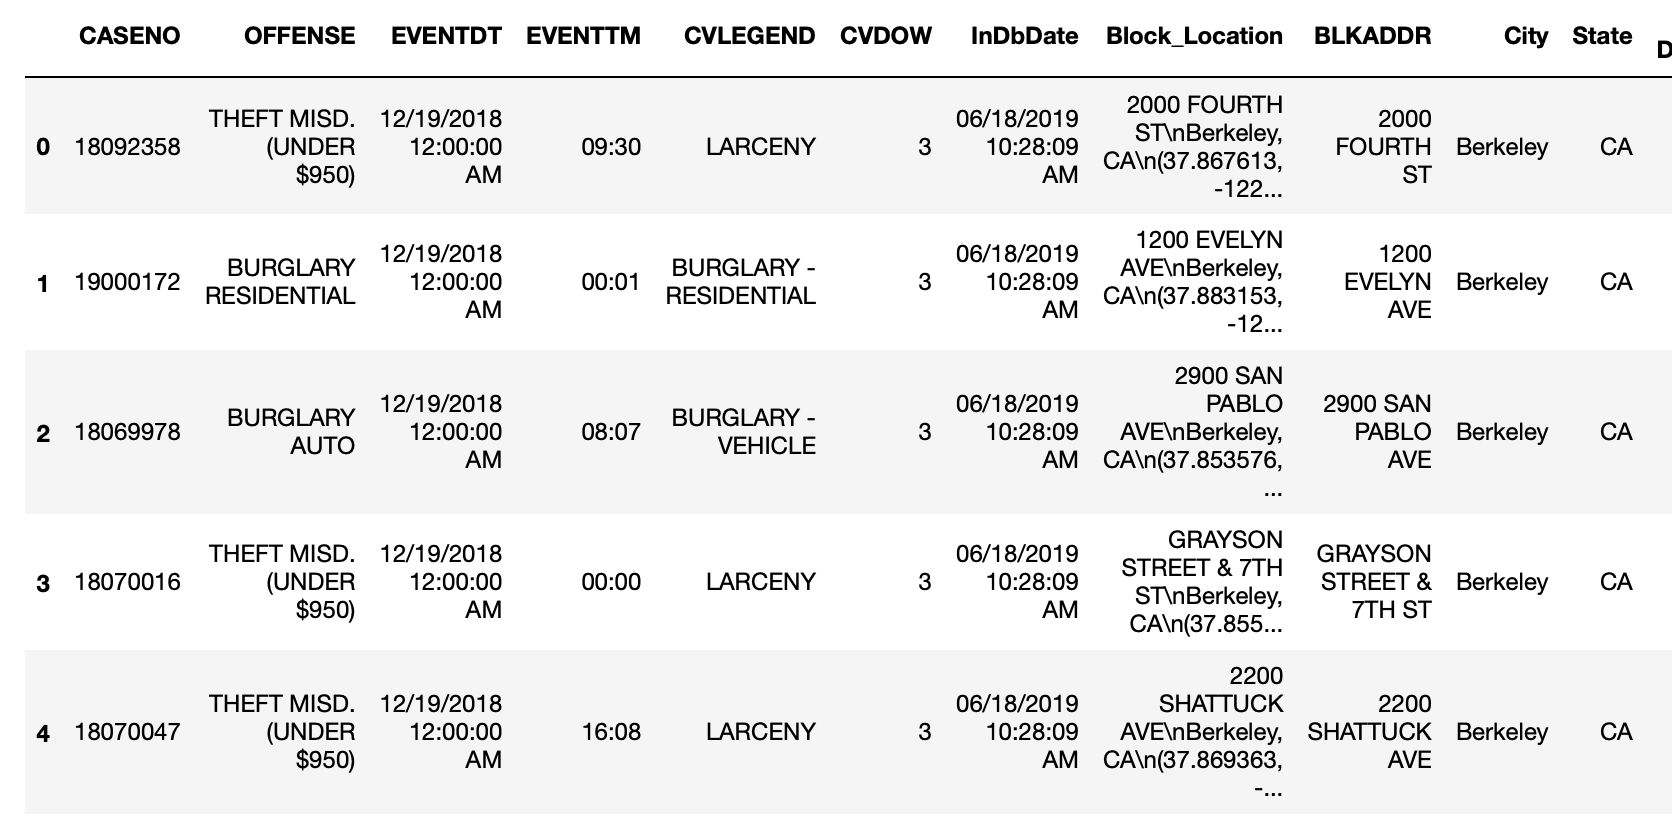 CASENO OFFENSE EVENTDT EVENTTM CVLEGEND CVDOW InDbDate Block_Location BLKADDR City State D
0 18092358 THEFT MISD. (UNDER $950) 12/19/2018 12:00:00 AM 09:30 LARCENY 3 06/18/2019 10:28:09 AM 2000 FOURTH ST\nBerkeley, CA\n(37.867613, -122... 2000 FOURTH ST Berkeley CA
1 19000172 BURGLARY RESIDENTIAL 12/19/2018 12:00:00 AM 00:01 BURGLARY - RESIDENTIAL 3 06/18/2019 10:28:09 AM 1200 EVELYN AVE\nBerkeley, CA\n(37.883153, -12... 1200 EVELYN AVE Berkeley CA
2 18069978 BURGLARY AUTO 12/19/2018 12:00:00 AM 08:07 BURGLARY - VEHICLE 3 06/18/2019 10:28:09 AM 2900 SAN PABLO AVE\nBerkeley, CA\n(37.853576, ... 2900 SAN PABLO AVE Berkeley CA
3 18070016 THEFT MISD. (UNDER $950) 12/19/2018 12:00:00 AM 00:00 LARCENY 3 06/18/2019 10:28:09 AM GRAYSON STREET & 7TH ST\nBerkeley, CA\n(37.855... GRAYSON STREET & 7TH ST Berkeley CA
4 18070047 THEFT MISD. (UNDER $950) 12/19/2018 12:00:00 AM 16:08 LARCENY 3 06/18/2019 10:28:09 AM 2200 SHATTUCK AVE\nBerkeley, CA\n(37.869363, -... 2200 SHATTUCK AVE Berkeley CA